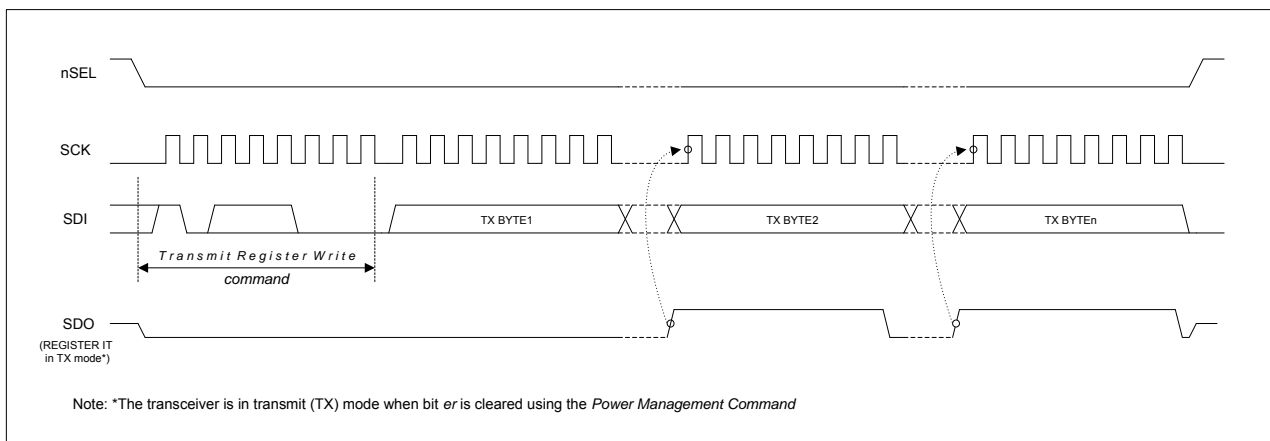 nSEL
SCK
SDI
TX BYTE1
TX BYTE2
TX BYTEn
Transmit Register Write
command
SDO
(REGISTER IT
in TX mode*)
Note: *The transceiver is in transmit (TX) mode when bit er is cleared using the Power Management Command